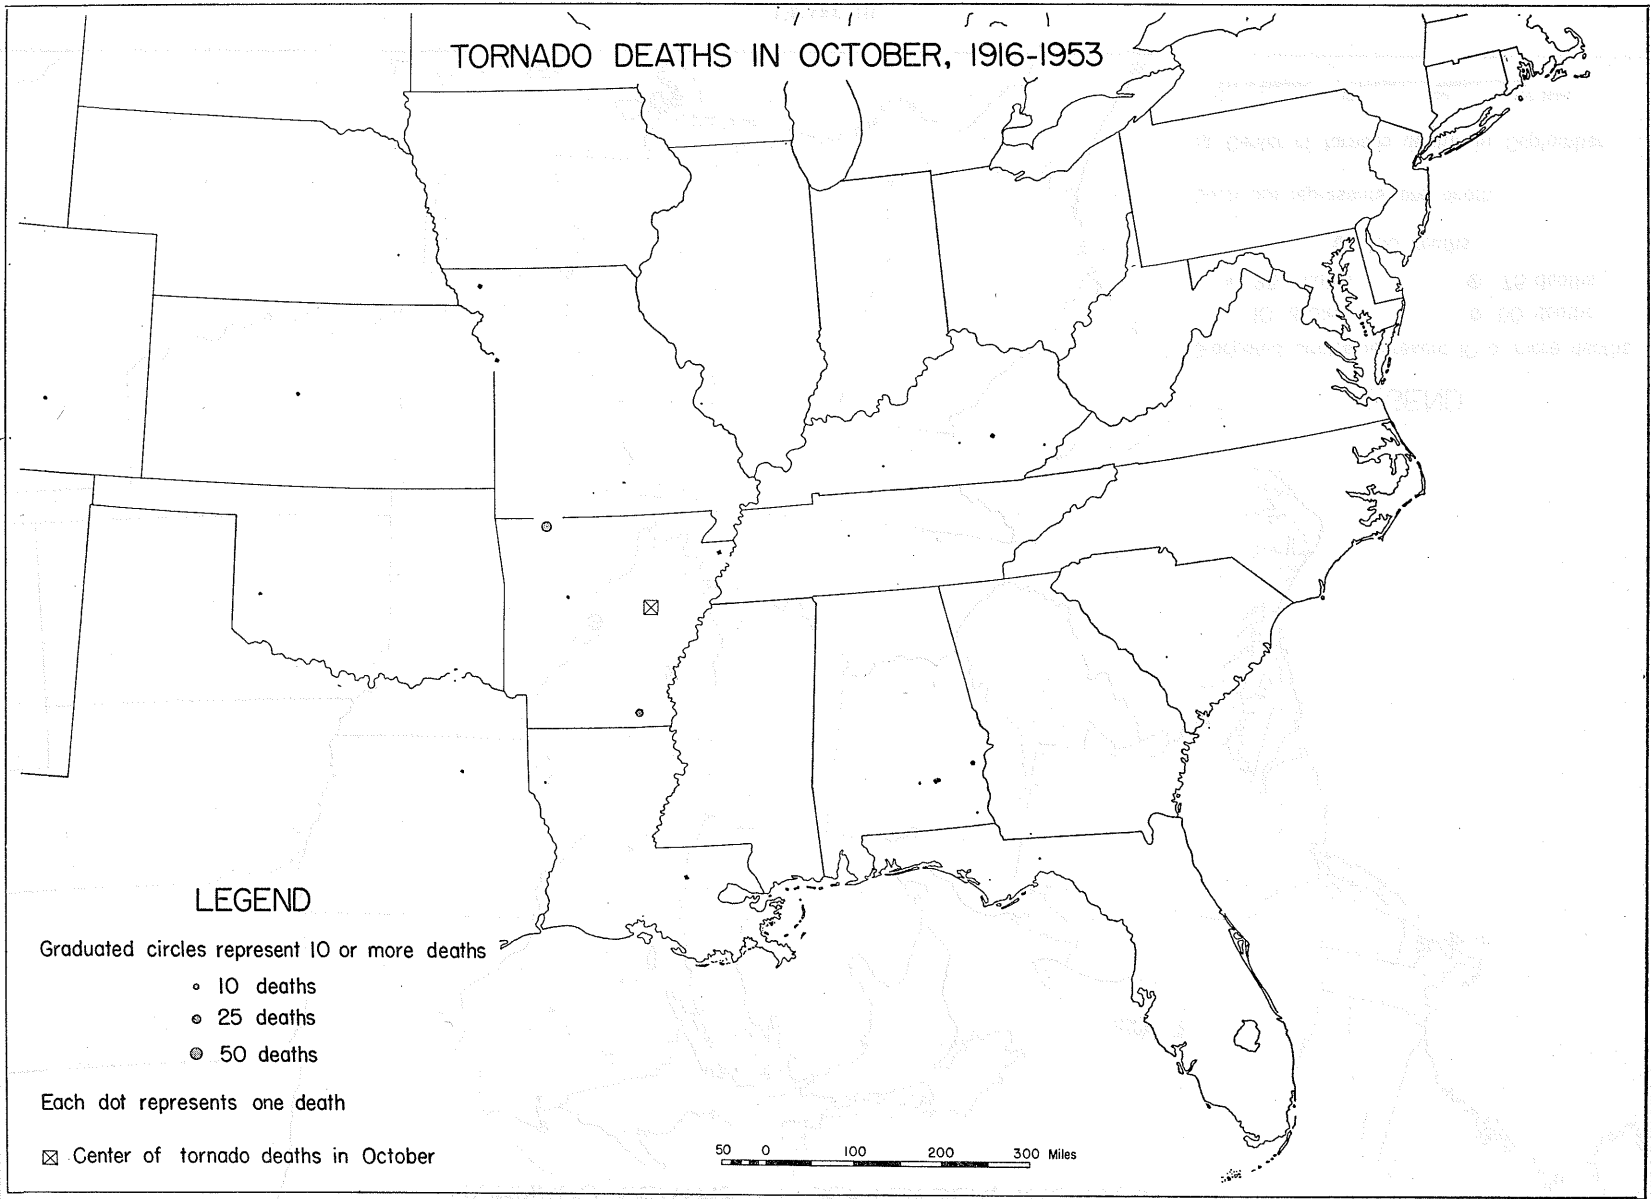 TORNADO DEATHS IN OCTOBER, 1916-1953
LEGEND
Graduated circles represent 10 or more deaths
10 deaths
25 deaths
50 deaths
Each dot represents one death
Center of tornado deaths in October
50 0 100 200 300 Miles